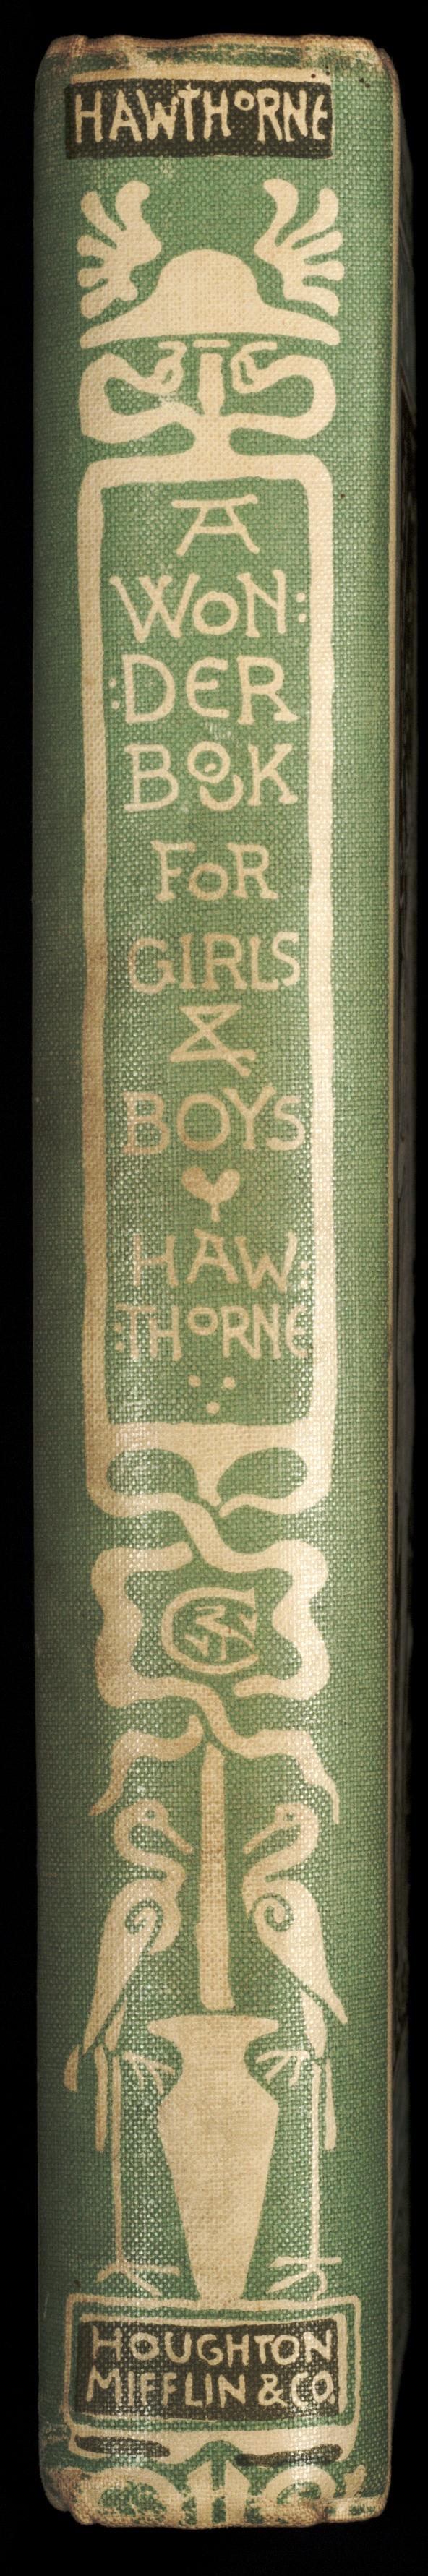 HAWTHORNE
A
WON:
:DER
BOOK
FOR
GIRLS
&
BOYS
HAW:
:THORNE
HOUGHTON
MIFFLIN & CO.